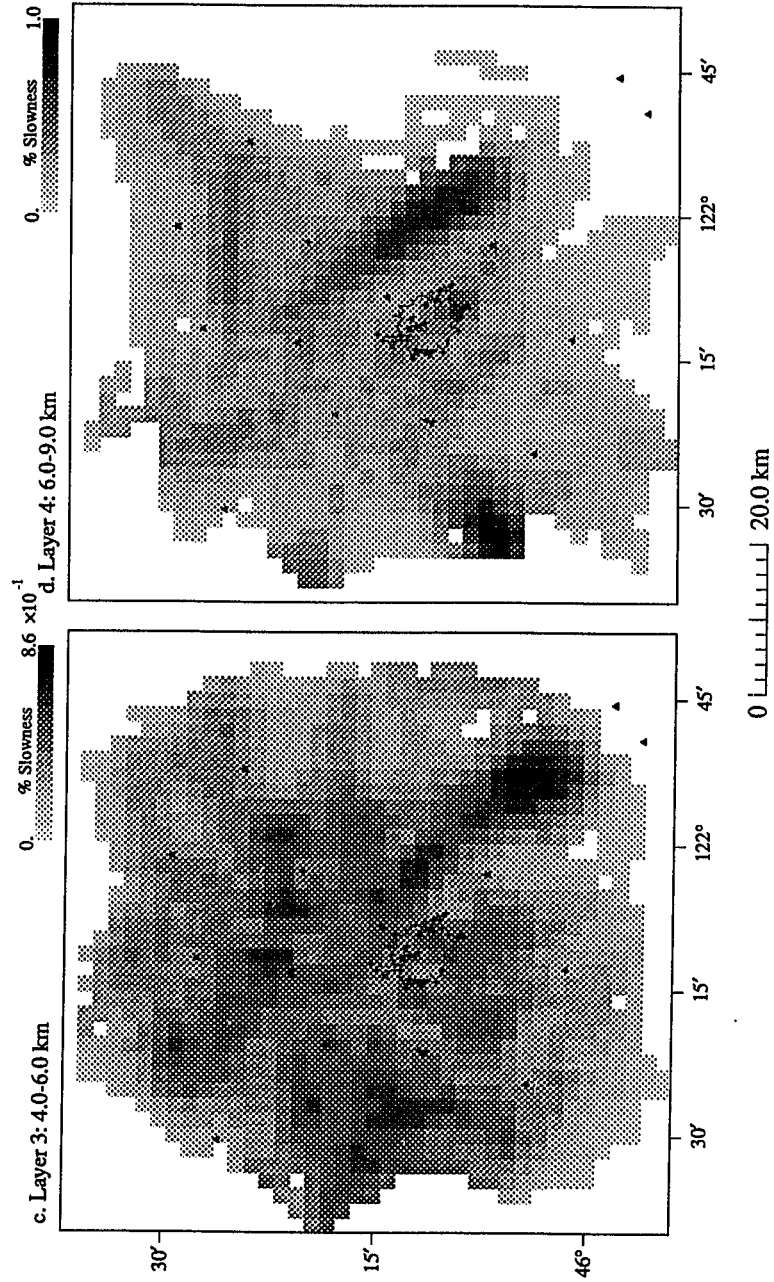 c. Layer 3: 4.0-6.0 km
0. % Slowness 8.6 ×10⁻¹
30′
15′
46°
30′
15′
122°
45′
d. Layer 4: 6.0-9.0 km
0. % Slowness 1.0
30′
15′
122°
45′
0 20.0 km